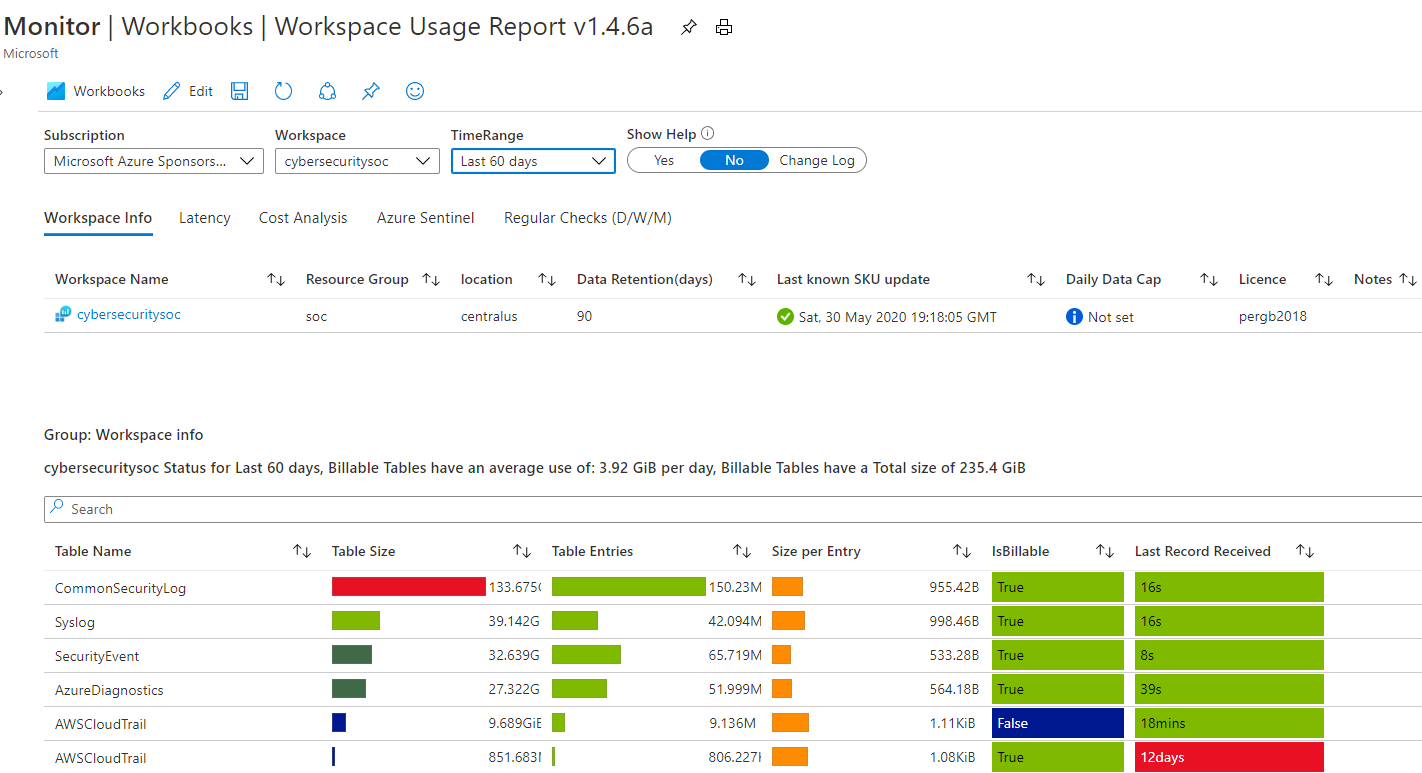 Monitor | Workbooks | Workspace Usage Report v1.4.6a
Microsoft
Workbooks Edit
Subscription Workspace TimeRange Show Help
Microsoft Azure Sponsors... cybersecuritysoc Last 60 days Yes No Change Log
Workspace Info Latency Cost Analysis Azure Sentinel Regular Checks (D/W/M)
Workspace Name Resource Group location Data Retention(days) Last known SKU update Daily Data Cap Licence Notes
cybersecuritysoc soc centralus 90 Sat, 30 May 2020 19:18:05 GMT Not set pergb2018
Group: Workspace info
cybersecuritysoc Status for Last 60 days, Billable Tables have an average use of: 3.92 GiB per day, Billable Tables have a Total size of 235.4 GiB
Search
Table Name Table Size Table Entries Size per Entry IsBillable Last Record Received
CommonSecurityLog 133.675G 150.23M 955.42B True 16s
Syslog 39.142G 42.094M 998.46B True 16s
SecurityEvent 32.639G 65.719M 533.28B True 8s
AzureDiagnostics 27.322G 51.999M 564.18B True 39s
AWSCloudTrail 9.689GiB 9.136M 1.11KiB False 18mins
AWSCloudTrail 851.683M 806.227K 1.08KiB True 12days